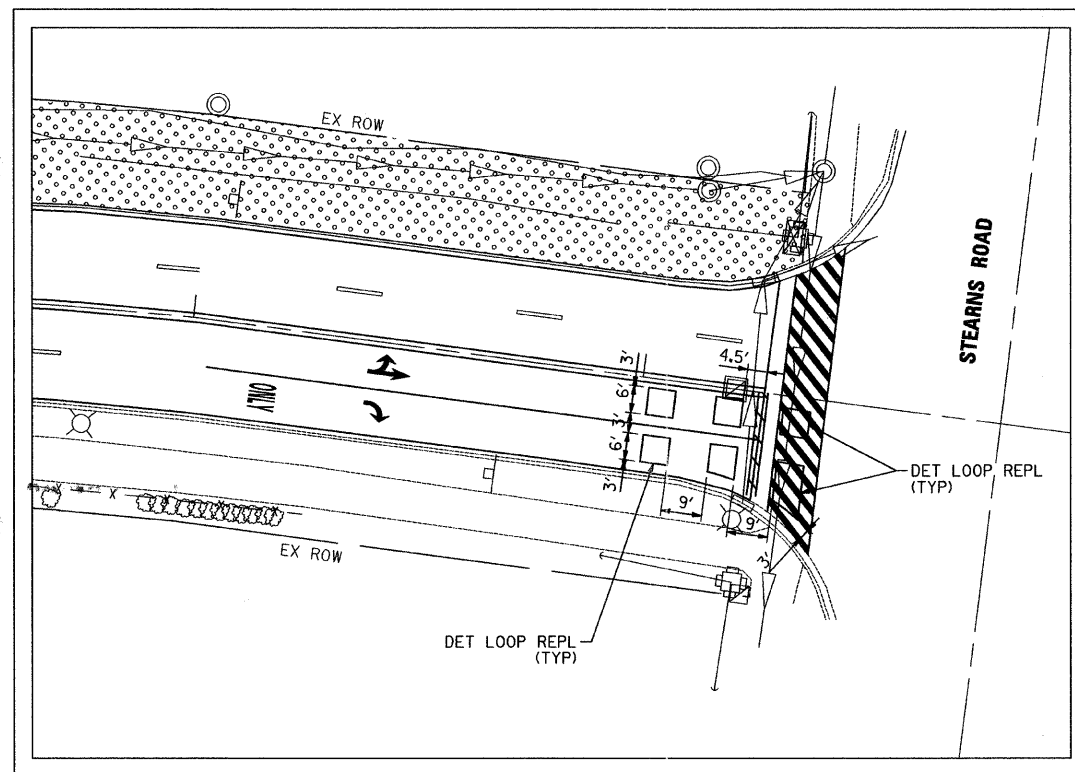 EX ROW
STEARNS ROAD
4.5'
3'
6'
3'
6'
3'
ONLY
9'
9'
3'
DET LOOP REPL
(TYP)
EX ROW
DET LOOP REPL
(TYP)